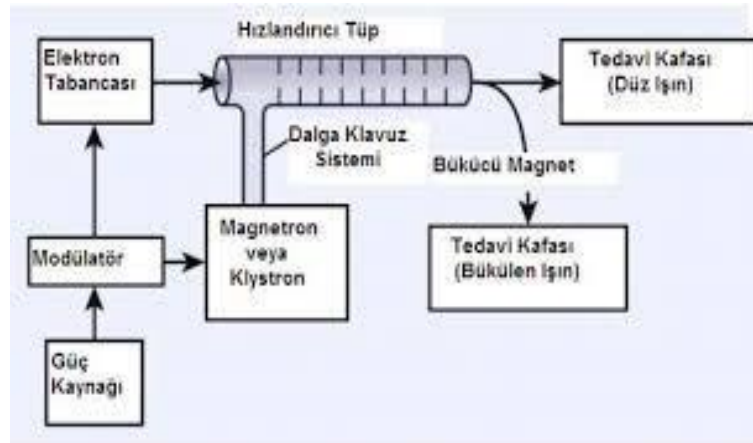 Hızlandırıcı Tüp
Elektron
Tabancası
Tedavi Kafası
(Düz Işın)
Dalga Klavuz
Sistemi
Bükücü Magnet
Magnetron
veya
Klystron
Modülatör
Tedavi Kafası
(Bükülen Işın)
Güç
Kaynağı